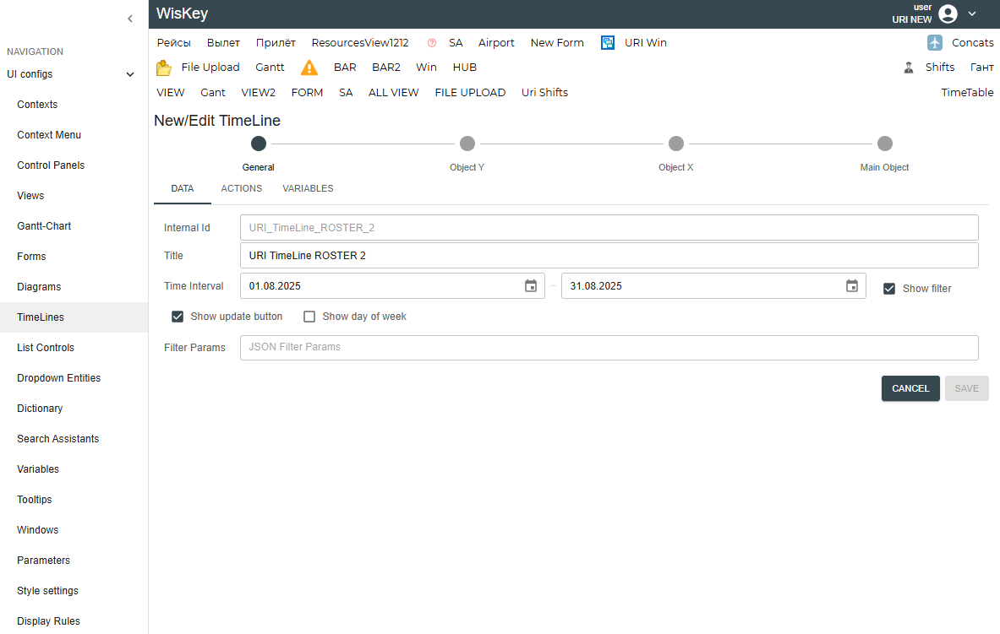 WisKey
user
URI NEW
Рейсы Вылет Прилёт ResourcesView1212 SA Airport New Form URI Win Concats
File Upload Gantt BAR BAR2 Win HUB Shifts Гант
VIEW Gant VIEW2 FORM SA ALL VIEW FILE UPLOAD Uri Shifts TimeTable
NAVIGATION
UI configs
Contexts
Context Menu
Control Panels
Views
Gantt-Chart
Forms
Diagrams
TimeLines
List Controls
Dropdown Entities
Dictionary
Search Assistants
Variables
Tooltips
Windows
Parameters
Style settings
Display Rules
New/Edit TimeLine
General Object Y Object X Main Object
DATA ACTIONS VARIABLES
Internal Id URI_TimeLine_ROSTER_2
Title URI TimeLine ROSTER 2
Time Interval 01.08.2025 – 31.08.2025 Show filter
Show update button Show day of week
Filter Params JSON Filter Params
CANCEL SAVE